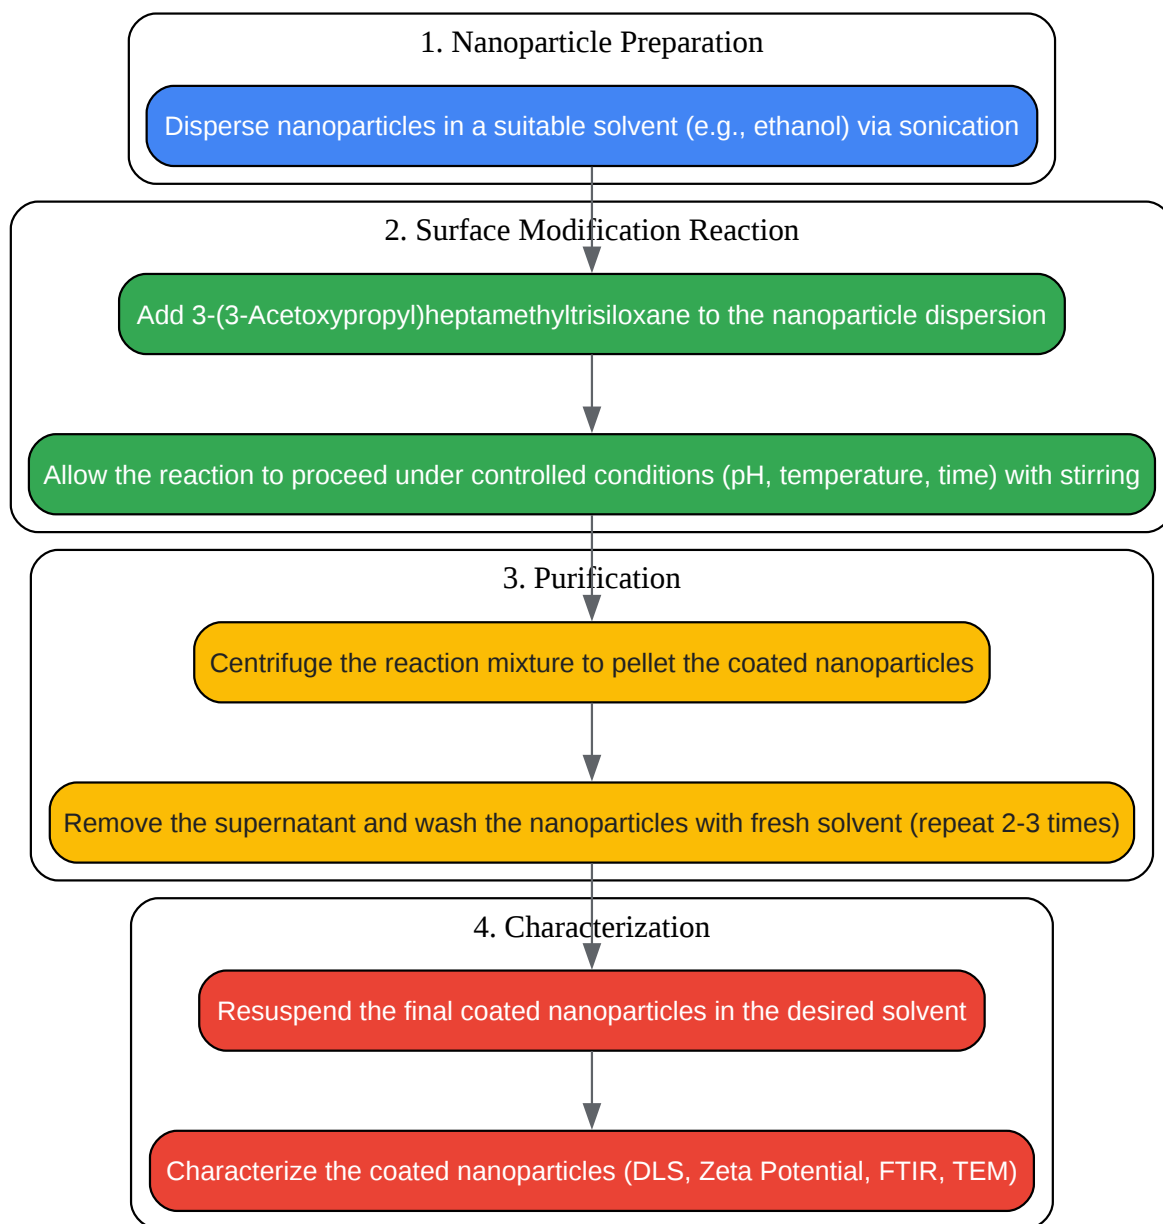 1. Nanoparticle Preparation
Disperse nanoparticles in a suitable solvent (e.g., ethanol) via sonication
2. Surface Modification Reaction
Add 3-(3-Acetoxypropyl)heptamethyltrisiloxane to the nanoparticle dispersion
Allow the reaction to proceed under controlled conditions (pH, temperature, time) with stirring
3. Purification
Centrifuge the reaction mixture to pellet the coated nanoparticles
Remove the supernatant and wash the nanoparticles with fresh solvent (repeat 2-3 times)
4. Characterization
Resuspend the final coated nanoparticles in the desired solvent
Characterize the coated nanoparticles (DLS, Zeta Potential, FTIR, TEM)